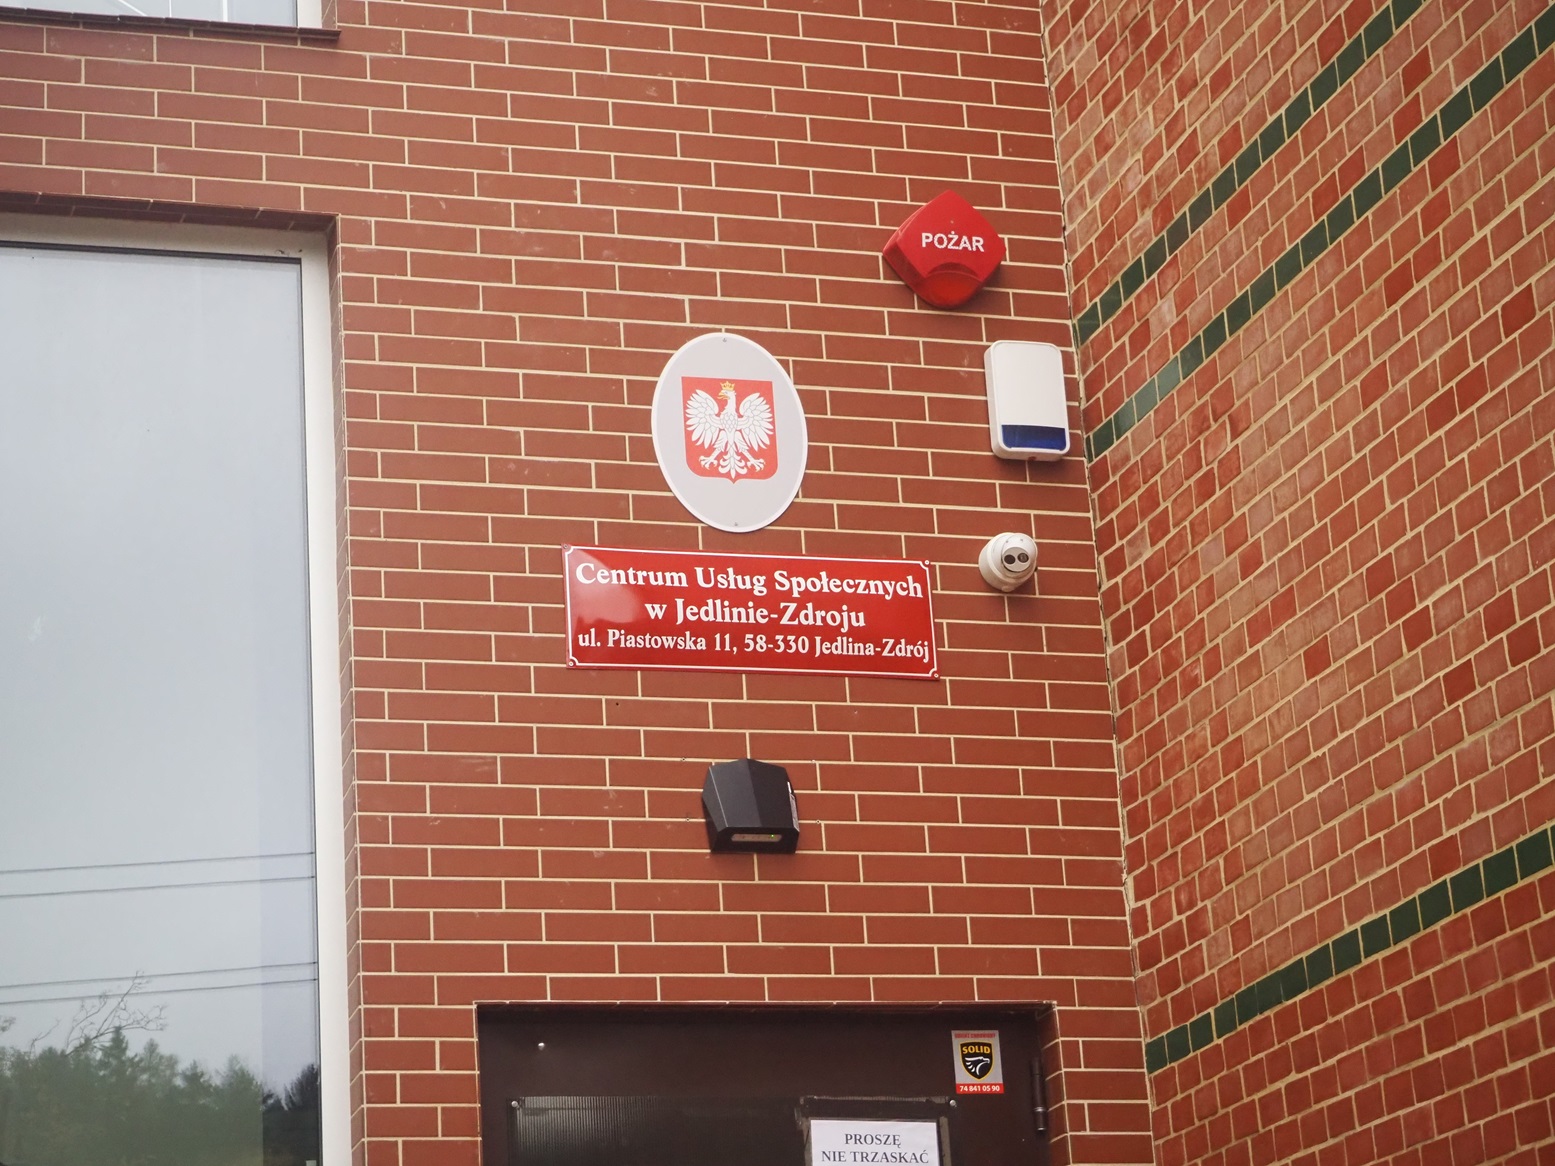 POŻAR
Centrum Usług Społecznych
w Jedlinie-Zdroju
ul. Piastowska 11, 58-330 Jedlina-Zdrój
SOLID
74 841 05 90
PROSZĘ
NIE TRZASKAĆ